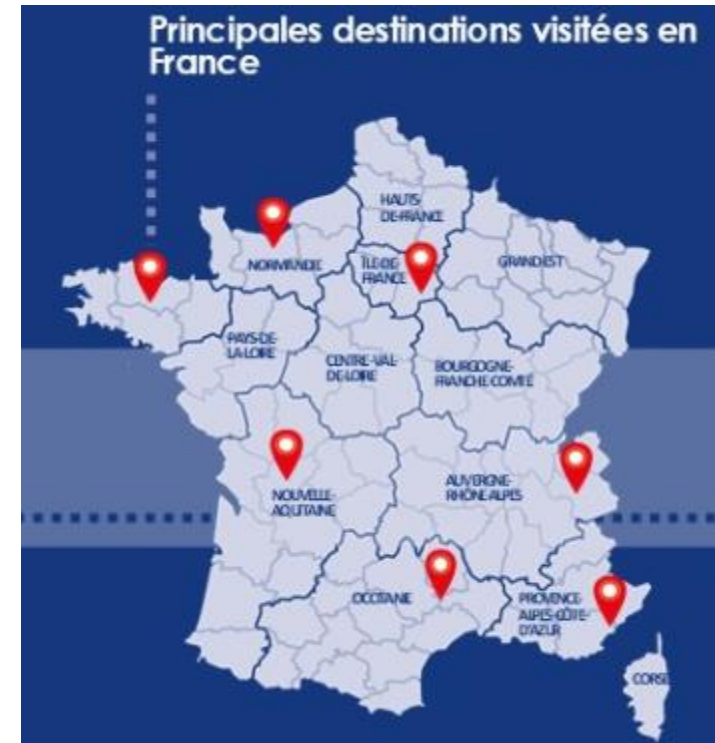 Principales destinations visitées en
France
HAUTS-
DE-FRANCE
NORMANDIE
ÎLE-DE-
FRANCE
GRAND EST
PAYS-DE-
LA-LOIRE
CENTRE-VAL-
DE-LOIRE
BOURGOGNE-
FRANCHE COMTÉ
NOUVELLE-
AQUITAINE
AUVERGNE-
RHÔNE-ALPES
OCCITANIE
PROVENCE-
ALPES-CÔTE-
D'AZUR
CORSE